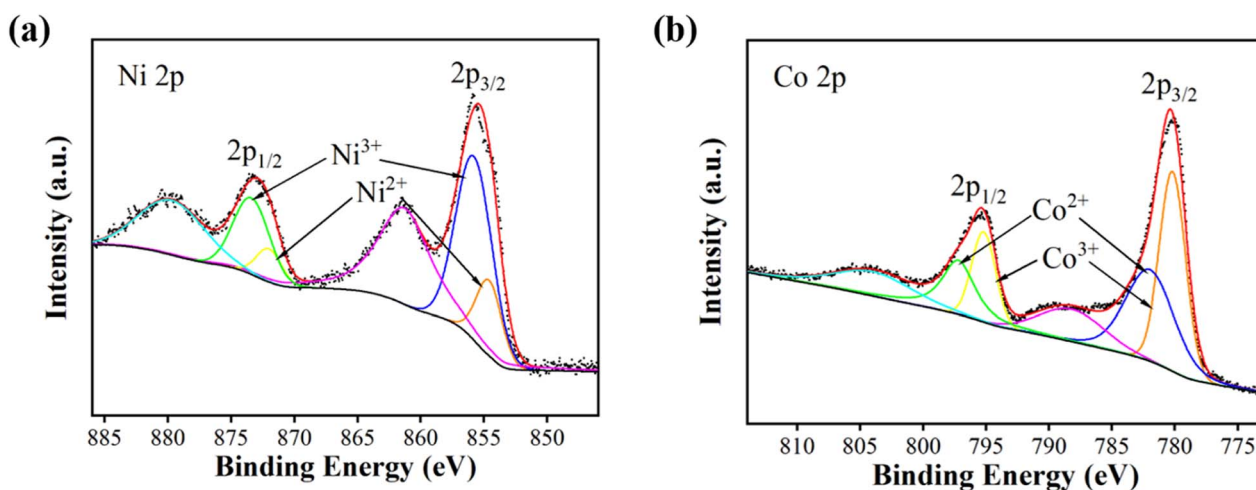 (a)
Ni 2p
2p₃/₂
2p₁/₂
Ni³⁺
Ni²⁺
Intensity (a.u.)
885 880 875 870 865 860 855 850
Binding Energy (eV)
(b)
Co 2p
2p₃/₂
2p₁/₂
Co²⁺
Co³⁺
Intensity (a.u.)
810 805 800 795 790 785 780 775
Binding Energy (eV)